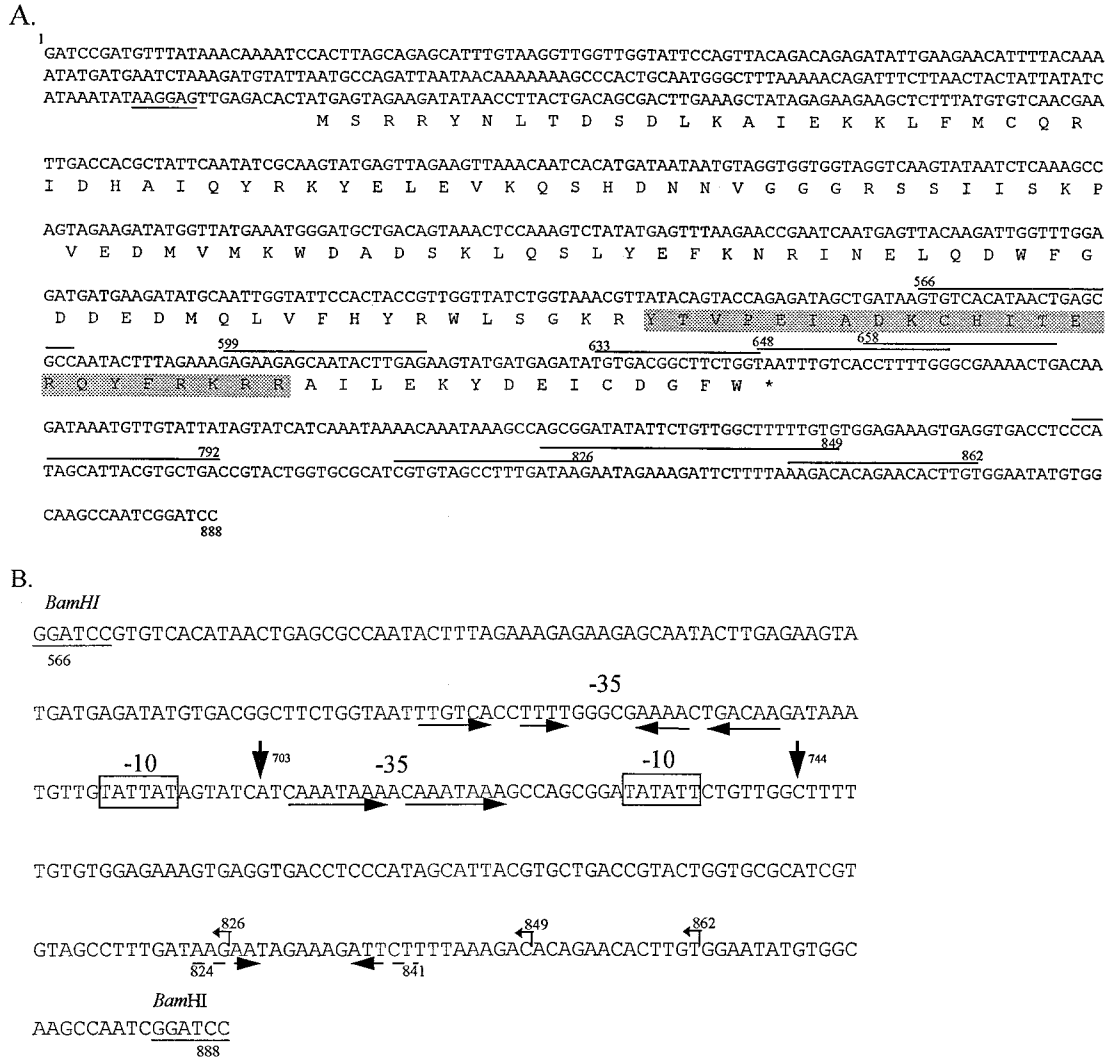 A.
1
GATCCGATGTTTATAAACAAAATCCACTTAGCAGAGCATTTGTAAGGTTGGTTGGTATTCCAGTTACAGACAGAGATATTGAAGAACATTTTACAAA
ATATGATGAATCTAAAGATGTATTAATGCCAGATTAATAACAAAAAAAGCCCACTGCAATGGGCTTTAAAAACAGATTTCTTAACTACTATTATATC
ATAAATATAAGGAGTTGAGACACTATGAGTAGAAGATATAACCTTACTGACAGCGACTTGAAAGCTATAGAGAAGAAGCTCTTTATGTGTCAACGAA
M S R R Y N L T D S D L K A I E K K L F M C Q R
TTGACCACGCTATTCAATATCGCAAGTATGAGTTAGAAGTTAAACAATCACATGATAATAATGTAGGTGGTGGTAGGTCAAGTATAATCTCAAAGCC
I D H A I Q Y R K Y E L E V K Q S H D N N V G G G R S S I I S K P
AGTAGAAGATATGGTTATGAAATGGGATGCTGACAGTAAACTCCAAAGTCTATATGAGTTTAAGAACCGAATCAATGAGTTACAAGATTGGTTTGGA
V E D M V M K W D A D S K L Q S L Y E F K N R I N E L Q D W F G
566
GATGATGAAGATATGCAATTGGTATTCCACTACCGTTGGTTATCTGGTAAACGTTATACAGTACCAGAGATAGCTGATAAGTGTCACATAACTGAGC
D D E D M Q L V F H Y R W L S G K R Y T V P E I A D K C H I T E
599 633 648 658
GCCAATACTTTAGAAAGAGAAGAGCAATACTTGAGAAGTATGATGAGATATGTGACGGCTTCTGGTAATTTGTCACCTTTTGGGCGAAAACTGACAA
R Q Y F R K R R A I L E K Y D E I C D G F W *
GATAAATGTTGTATTATAGTATCATCAAATAAAACAAATAAAGCCAGCGGATATATTCTGTTGGCTTTTTGTGTGGAGAAAGTGAGGTGACCTCCCA
792 826 849 862
TAGCATTACGTGCTGACCGTACTGGTGCGCATCGTGTAGCCTTTGATAAGAATAGAAAGATTCTTTTAAAGACACAGAACACTTGTGGAATATGTGG
CAAGCCAATCGGATCC
888
B.
BamHI
GGATCCGTGTCACATAACTGAGCGCCAATACTTTAGAAAGAGAAGAGCAATACTTGAGAAGTA
566
-35
TGATGAGATATGTGACGGCTTCTGGTAATTTGTCACCTTTTGGGCGAAAACTGACAAGATAAA
-10 703 -35 -10 744
TGTTGTATTATAGTATCATCAAATAAAACAAATAAAGCCAGCGGATATATTCTGTTGGCTTTT
TGTGTGGAGAAAGTGAGGTGACCTCCCATAGCATTACGTGCTGACCGTACTGGTGCGCATCGT
826 849 862
GTAGCCTTTGATAAGAATAGAAAGATTCTTTTAAAGACACAGAACACTTGTGGAATATGTGGC
824 841
BamHI
AAGCCAATCGGATCC
888